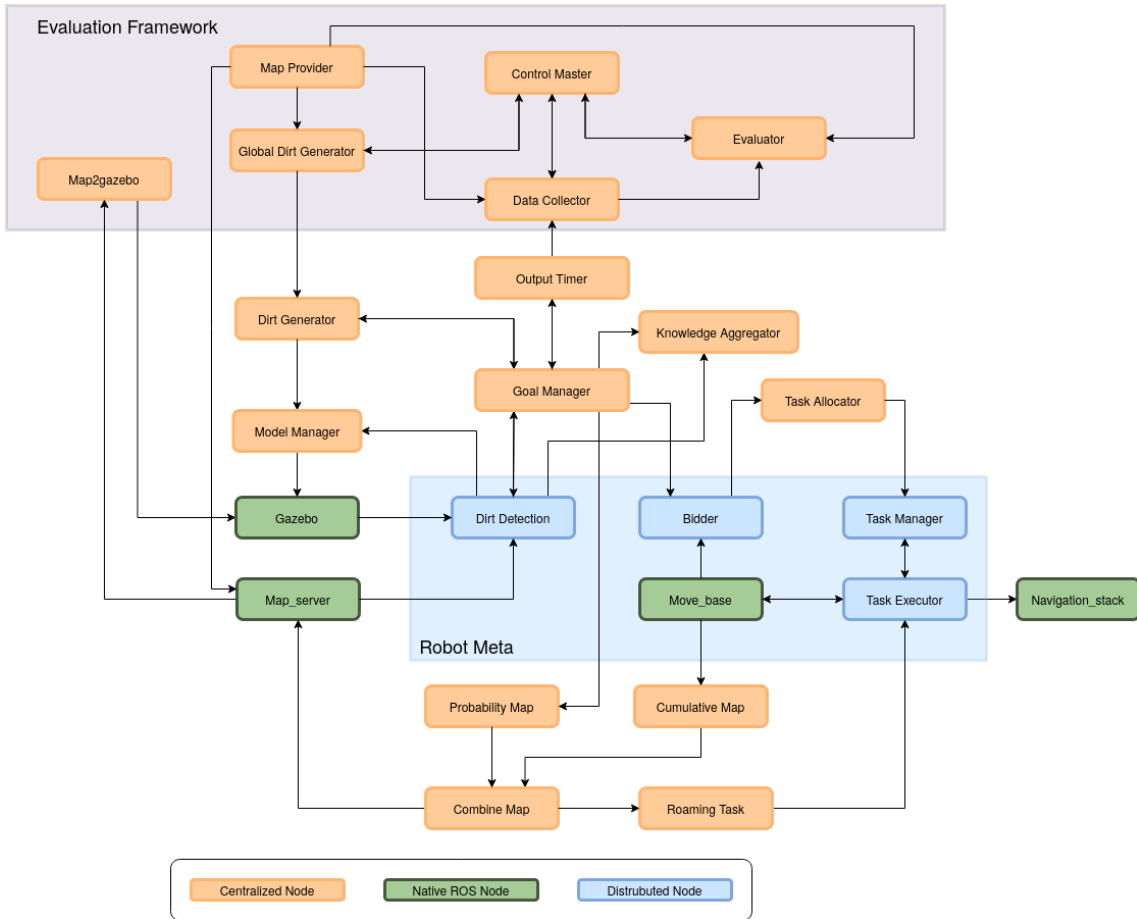 Evaluation Framework
Map Provider
Control Master
Global Dirt Generator
Evaluator
Map2gazebo
Data Collector
Output Timer
Dirt Generator
Knowledge Aggregator
Goal Manager
Task Allocator
Model Manager
Gazebo
Dirt Detection
Bidder
Task Manager
Map_server
Move_base
Task Executor
Navigation_stack
Robot Meta
Probability Map
Cumulative Map
Combine Map
Roaming Task
Centralized Node
Native ROS Node
Distrubuted Node